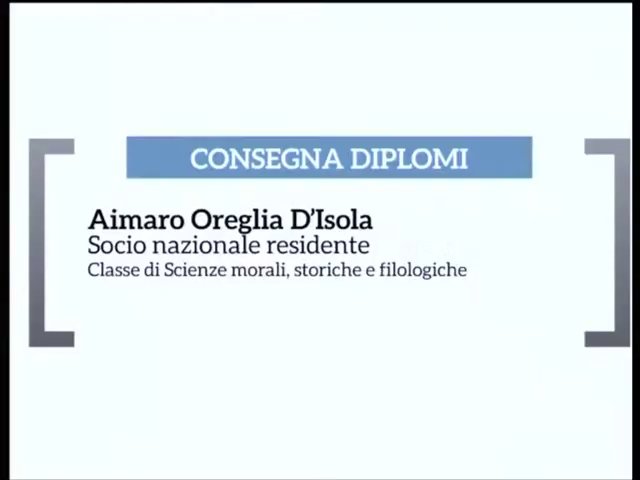 CONSEGNA DIPLOMI
Aimaro Oreglia D’Isola
Socio nazionale residente
Classe di Scienze morali, storiche e filologiche